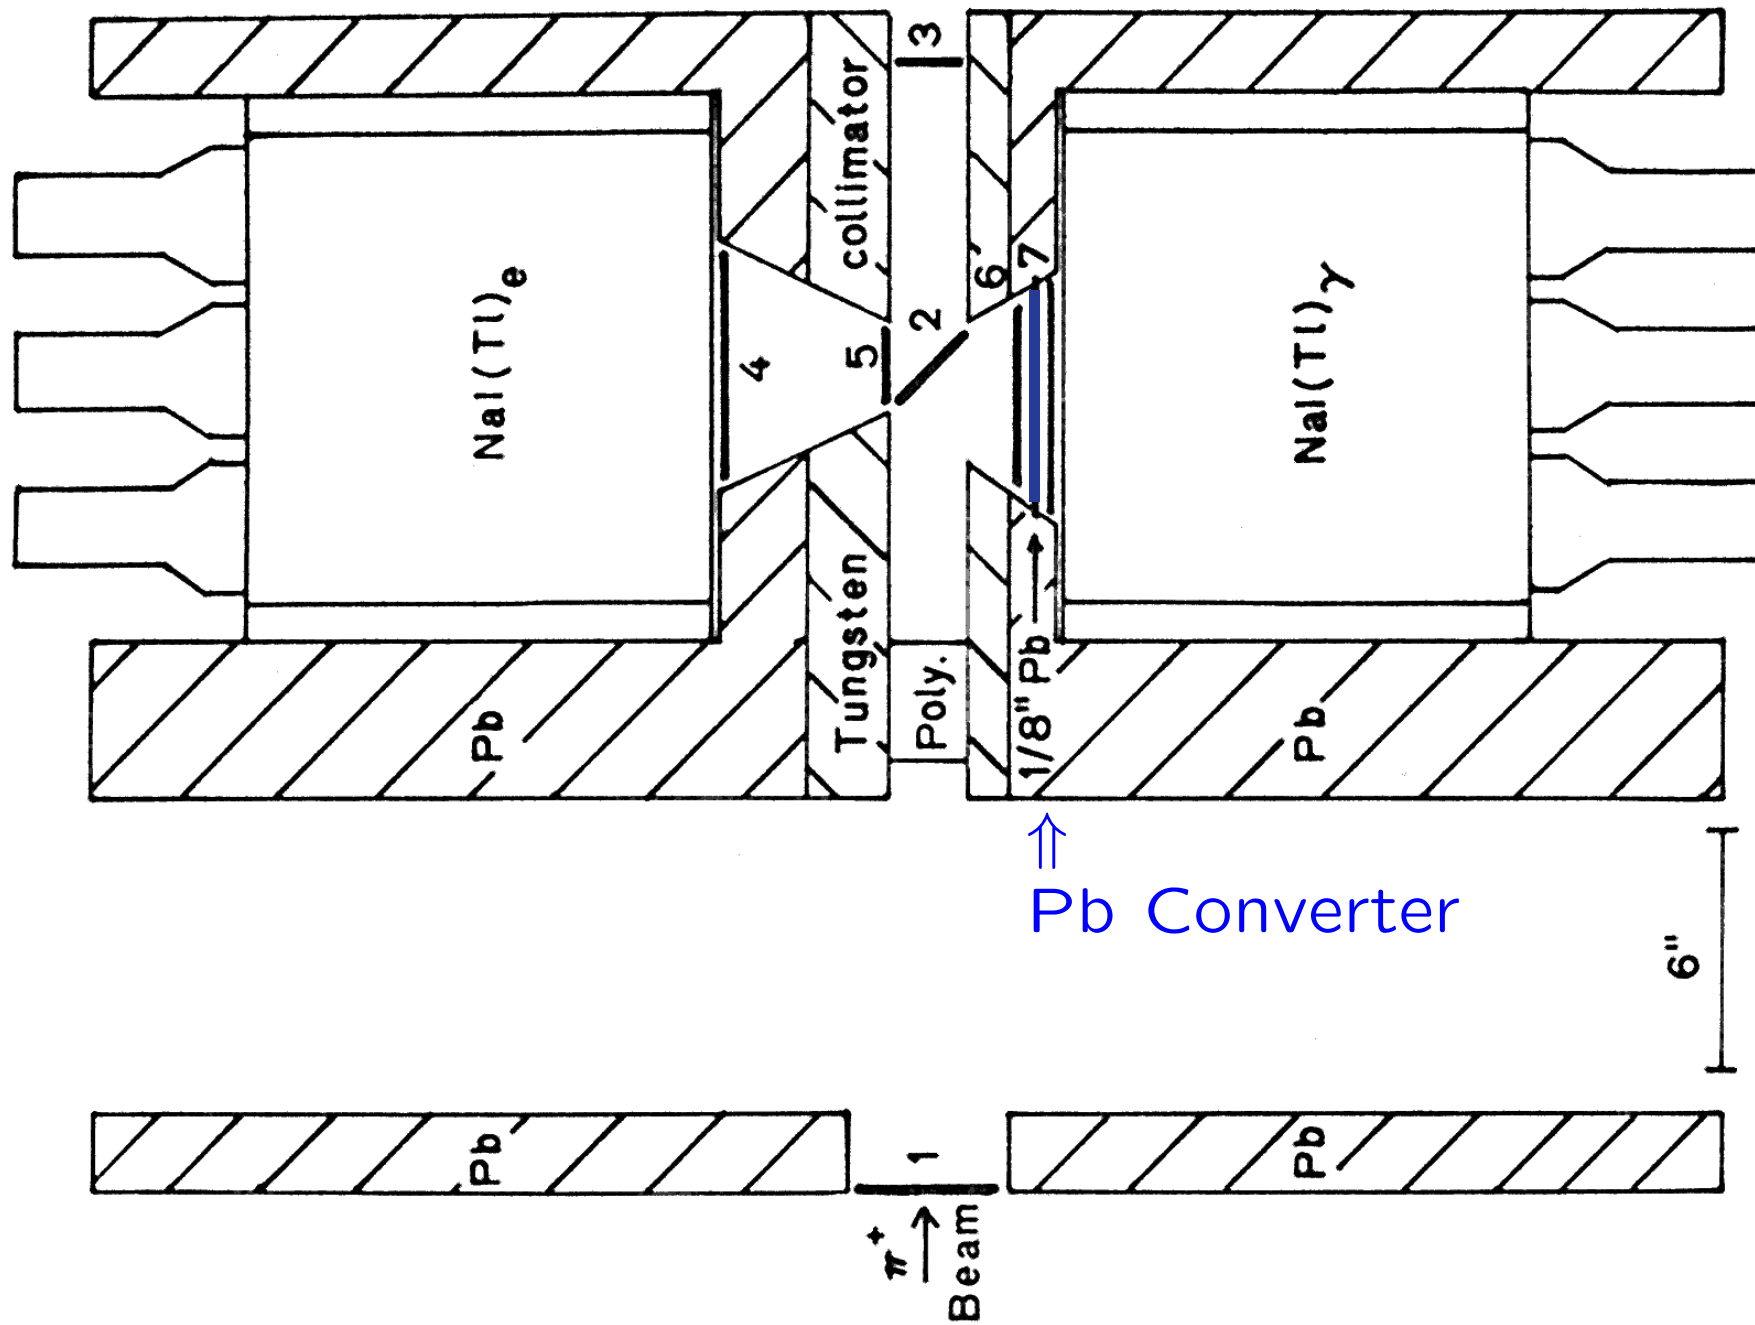 3
collimator
6
7
NaI(Tl)e
NaI(Tl)γ
2
5
4
Tungsten
Poly.
1/8" Pb
Pb
Pb
⇑
Pb Converter
6"
Pb
1
Pb
π+
Beam